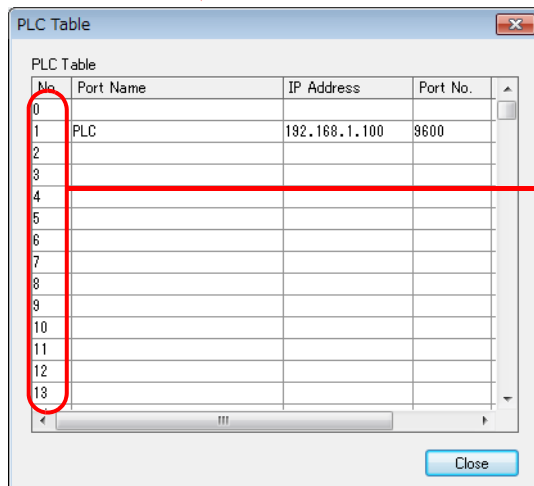 PLC Table
PLC Table
No. Port Name IP Address Port No.
0
1 PLC 192.168.1.100 9600
2
3
4
5
6
7
8
9
10
11
12
13
Close